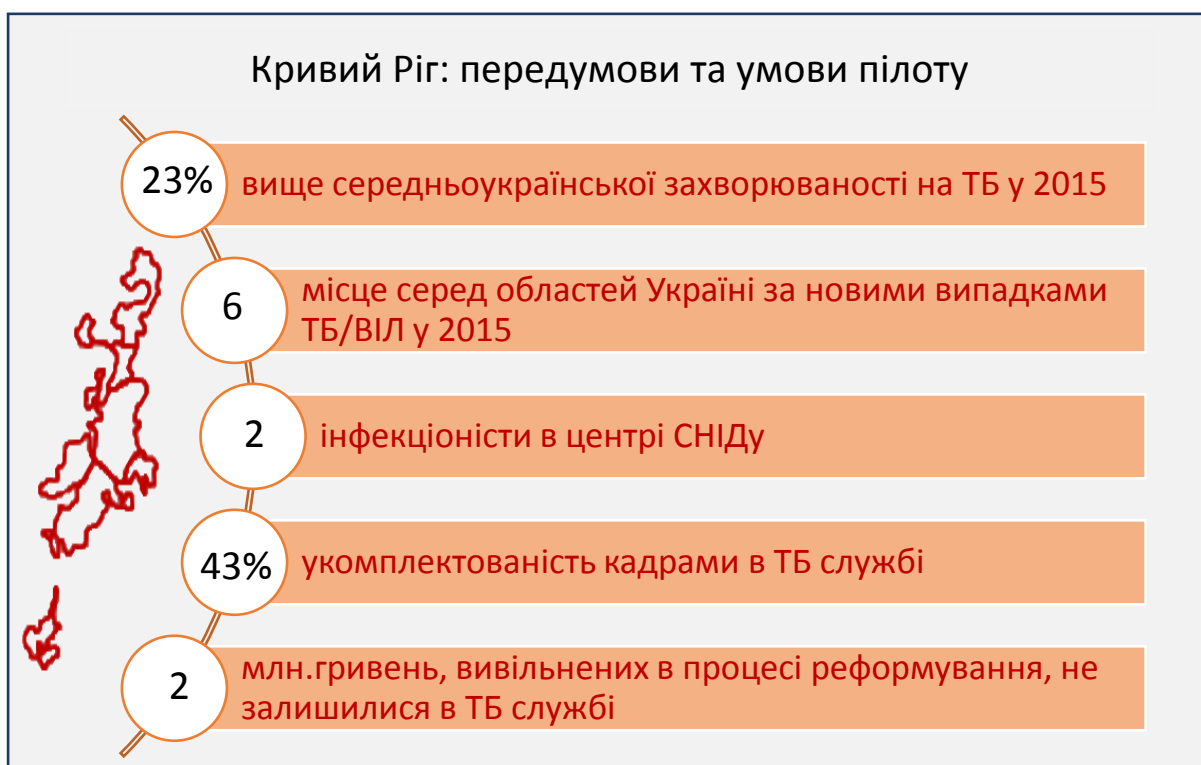 Кривий Ріг: передумови та умови пілоту
23%
вище середньоукраїнської захворюваності на ТБ у 2015
6
місце серед областей Україні за новими випадками
ТБ/ВІЛ у 2015
2
інфекціоністи в центрі СНІДу
43%
укомплектованість кадрами в ТБ службі
2
млн.гривень, вивільнених в процесі реформування, не
залишилися в ТБ службі